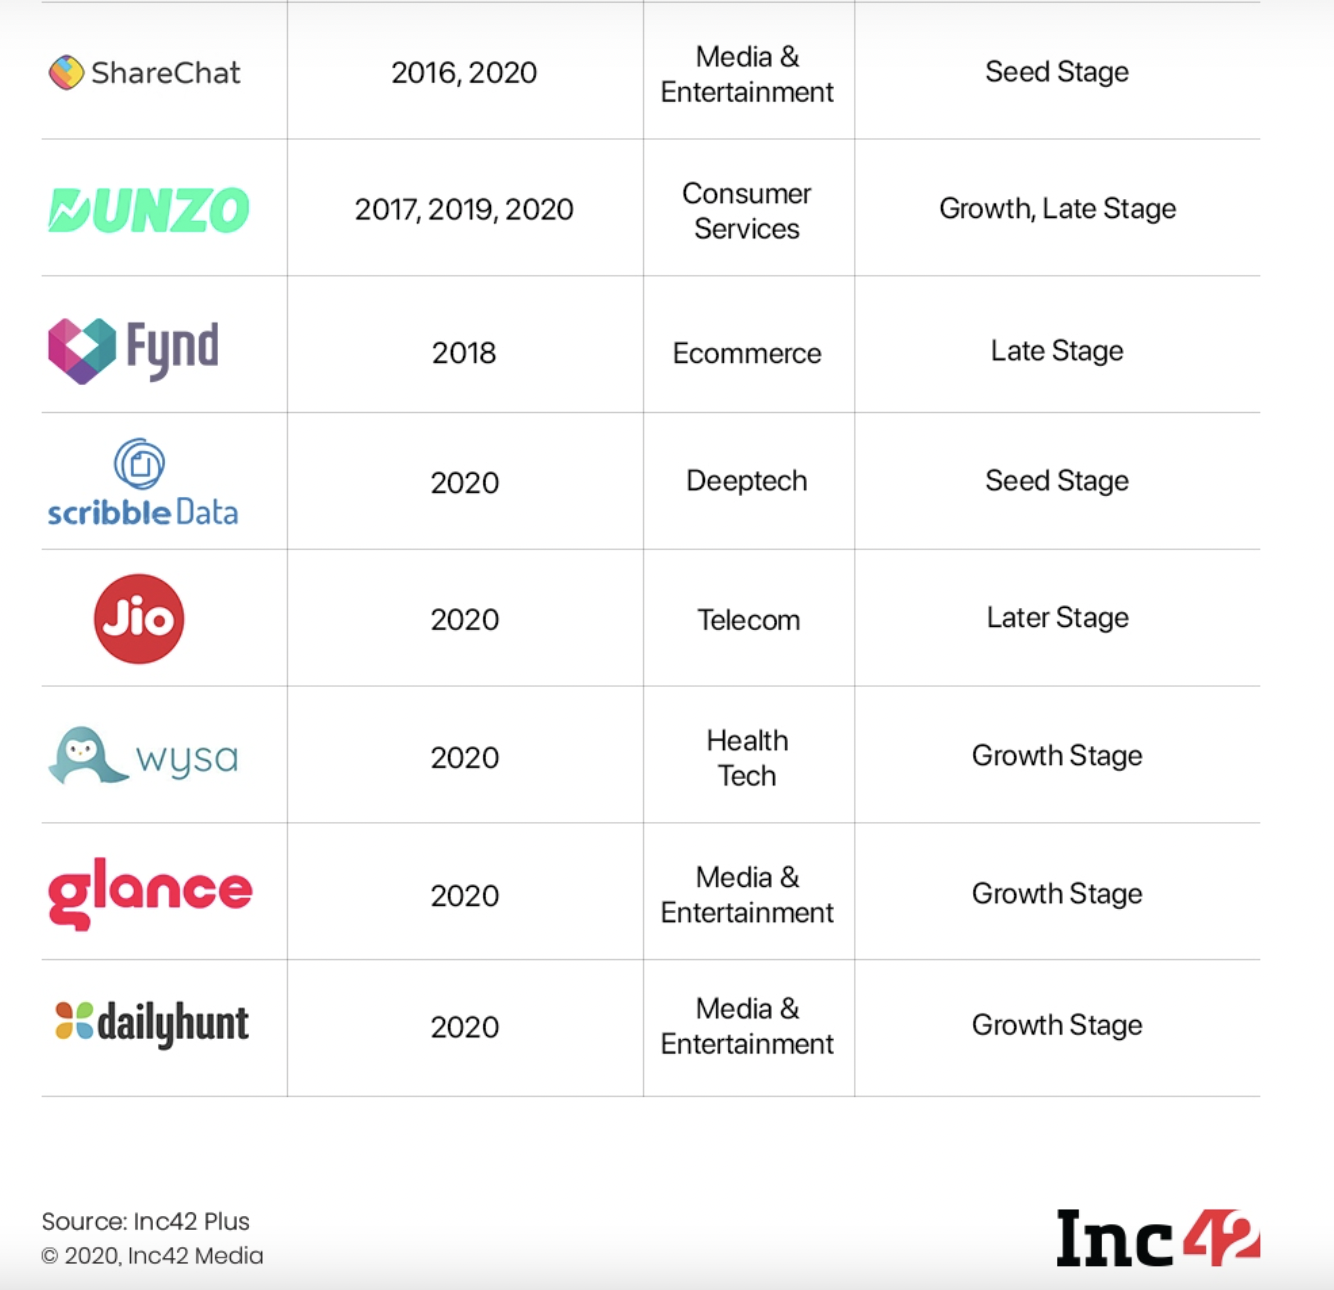 ShareChat
2016, 2020
Media &
Entertainment
Seed Stage
DUNZO
2017, 2019, 2020
Consumer
Services
Growth, Late Stage
Fynd
2018
Ecommerce
Late Stage
scribble Data
2020
Deeptech
Seed Stage
Jio
2020
Telecom
Later Stage
wysa
2020
Health
Tech
Growth Stage
glance
2020
Media &
Entertainment
Growth Stage
dailyhunt
2020
Media &
Entertainment
Growth Stage
Source: Inc42 Plus
© 2020, Inc42 Media
Inc42